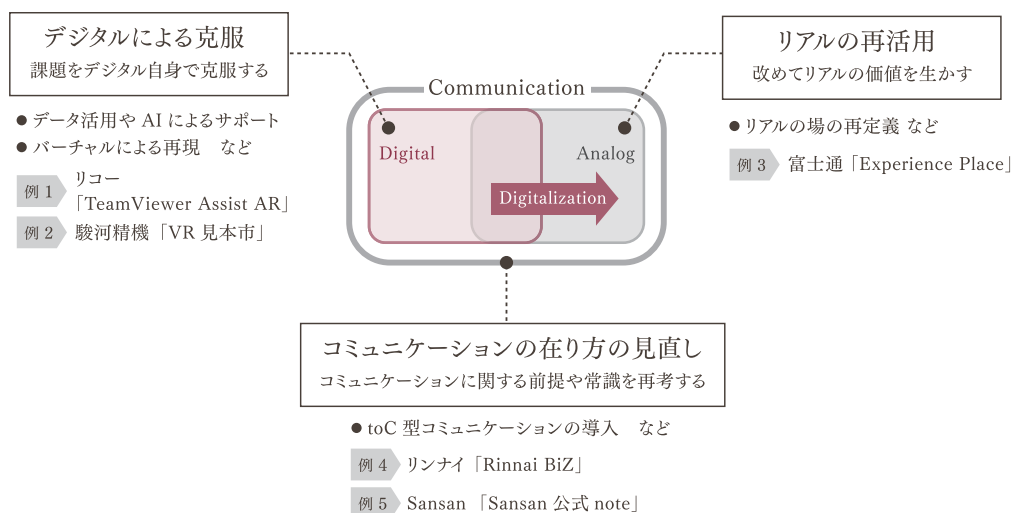 デジタルによる克服
課題をデジタル自身で克服する
● データ活用や AI によるサポート
● バーチャルによる再現　など
例 1
リコー
「TeamViewer Assist AR」
例 2 駿河精機「VR 見本市」
Communication
Digital
Analog
Digitalization
リアルの再活用
改めてリアルの価値を生かす
● リアルの場の再定義 など
例 3 富士通「Experience Place」
コミュニケーションの在り方の見直し
コミュニケーションに関する前提や常識を再考する
● toC 型コミュニケーションの導入　など
例 4 リンナイ「Rinnai BiZ」
例 5 Sansan 「Sansan 公式 note」